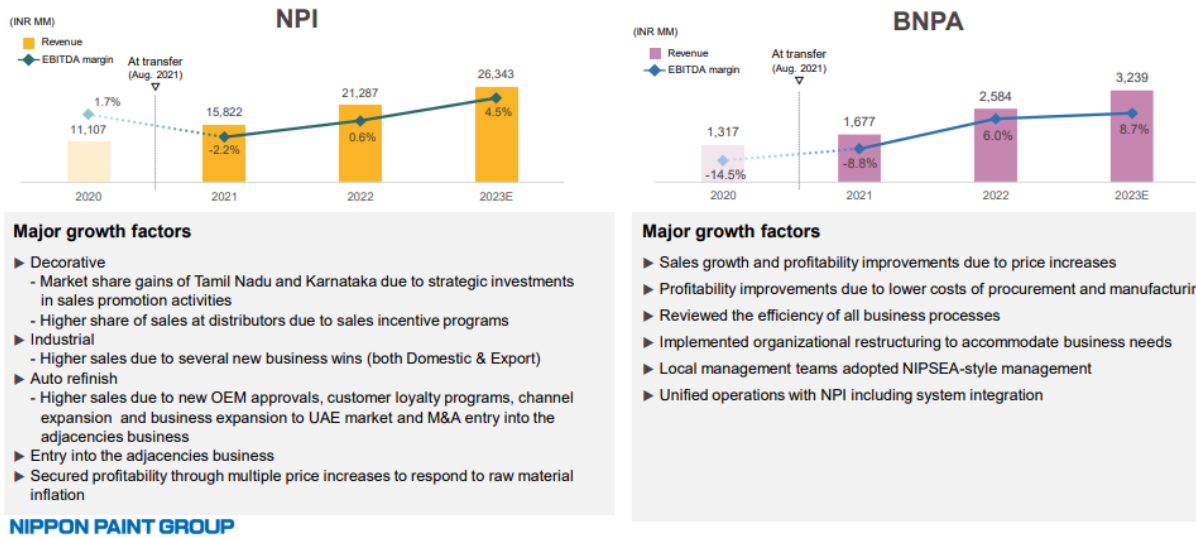 NPI
(INR MM)
Revenue
EBITDA margin
At transfer
(Aug. 2021)
1.7%
11,107
15,822
-2.2%
21,287
0.6%
26,343
4.5%
2020
2021
2022
2023E
Major growth factors
▶ Decorative
- Market share gains of Tamil Nadu and Karnataka due to strategic investments
in sales promotion activities
- Higher share of sales at distributors due to sales incentive programs
▶ Industrial
- Higher sales due to several new business wins (both Domestic & Export)
▶ Auto refinish
- Higher sales due to new OEM approvals, customer loyalty programs, channel
expansion and business expansion to UAE market and M&A entry into the
adjacencies business
▶ Entry into the adjacencies business
▶ Secured profitability through multiple price increases to respond to raw material
inflation
BNPA
(INR MM)
Revenue
EBITDA margin
At transfer
(Aug. 2021)
1,317
-14.5%
1,677
-8.8%
2,584
6.0%
3,239
8.7%
2020
2021
2022
2023E
Major growth factors
▶ Sales growth and profitability improvements due to price increases
▶ Profitability improvements due to lower costs of procurement and manufacturin
▶ Reviewed the efficiency of all business processes
▶ Implemented organizational restructuring to accommodate business needs
▶ Local management teams adopted NIPSEA-style management
▶ Unified operations with NPI including system integration
NIPPON PAINT GROUP